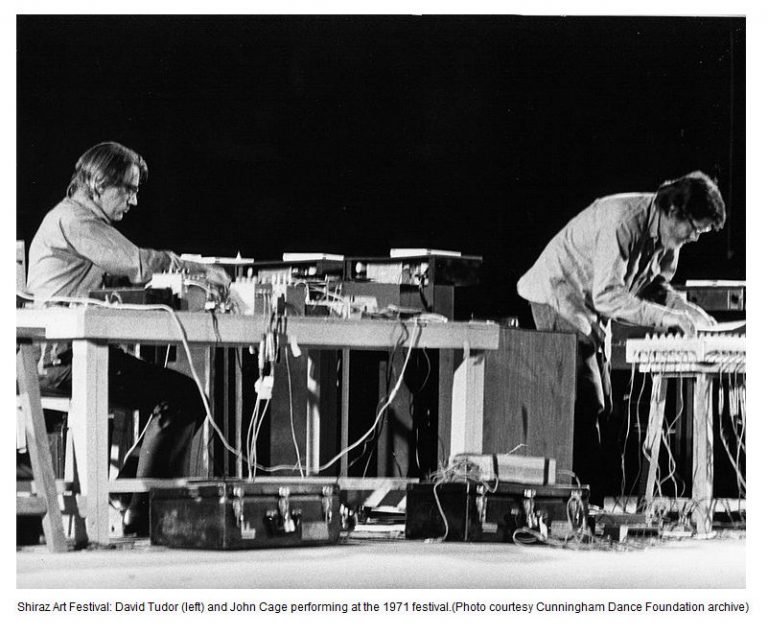 Shiraz Art Festival: David Tudor (left) and John Cage performing at the 1971 festival.(Photo courtesy Cunningham Dance Foundation archive)